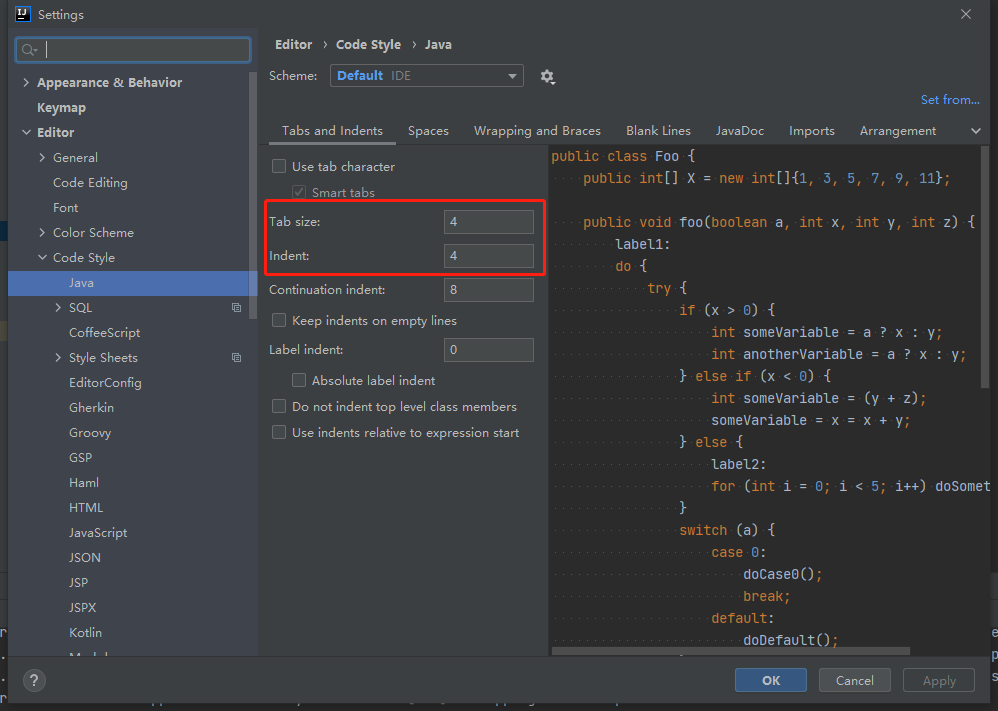 Settings
Editor › Code Style › Java
Scheme: Default IDE
Set from...
Appearance & Behavior
Keymap
Editor
General
Code Editing
Font
Color Scheme
Code Style
Java
SQL
CoffeeScript
Style Sheets
EditorConfig
Gherkin
Groovy
GSP
Haml
HTML
JavaScript
JSON
JSP
JSPX
Kotlin
Tabs and Indents Spaces Wrapping and Braces Blank Lines JavaDoc Imports Arrangement
Use tab character
Smart tabs
Tab size: 4
Indent: 4
Continuation indent: 8
Keep indents on empty lines
Label indent: 0
Absolute label indent
Do not indent top level class members
Use indents relative to expression start
public class Foo {
public int[] X = new int[]{1, 3, 5, 7, 9, 11};
public void foo(boolean a, int x, int y, int z) {
label1:
do {
try {
if (x > 0) {
int someVariable = a ? x : y;
int anotherVariable = a ? x : y;
} else if (x < 0) {
int someVariable = (y + z);
someVariable = x = x + y;
} else {
label2:
for (int i = 0; i < 5; i++) doSomet
}
switch (a) {
case 0:
doCase0();
break;
default:
doDefault();
?
OK Cancel Apply